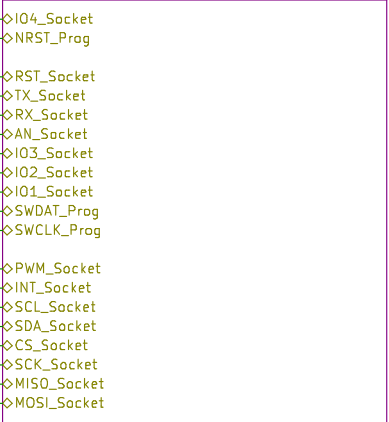 IO4_Socket
NRST_Prog
RST_Socket
TX_Socket
RX_Socket
AN_Socket
IO3_Socket
IO2_Socket
IO1_Socket
SWDAT_Prog
SWCLK_Prog
PWM_Socket
INT_Socket
SCL_Socket
SDA_Socket
CS_Socket
SCK_Socket
MISO_Socket
MOSI_Socket